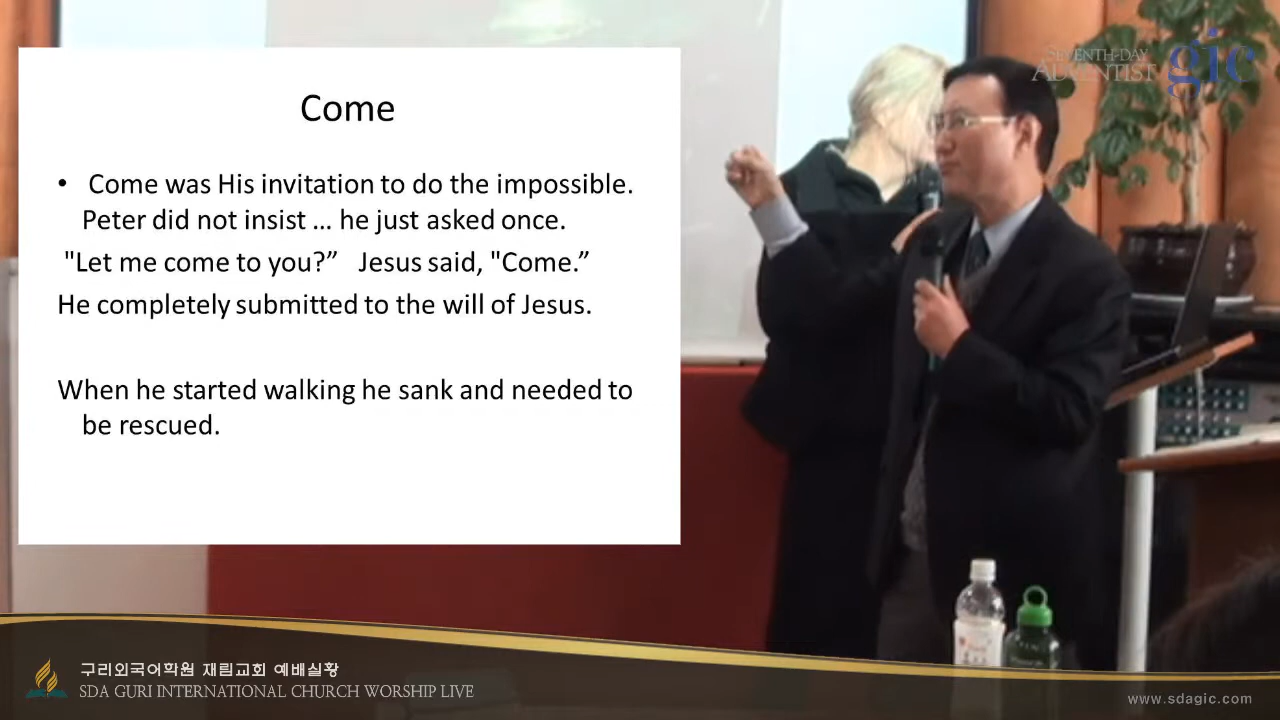 Come
• Come was His invitation to do the impossible.
Peter did not insist … he just asked once.
"Let me come to you?” Jesus said, "Come.”
He completely submitted to the will of Jesus.
When he started walking he sank and needed to
be rescued.
SEVENTH-DAY
ADVENTIST
gic
구리외국어학원 재림교회 예배실황
SDA GURI INTERNATIONAL CHURCH WORSHIP LIVE
www.sdagic.com